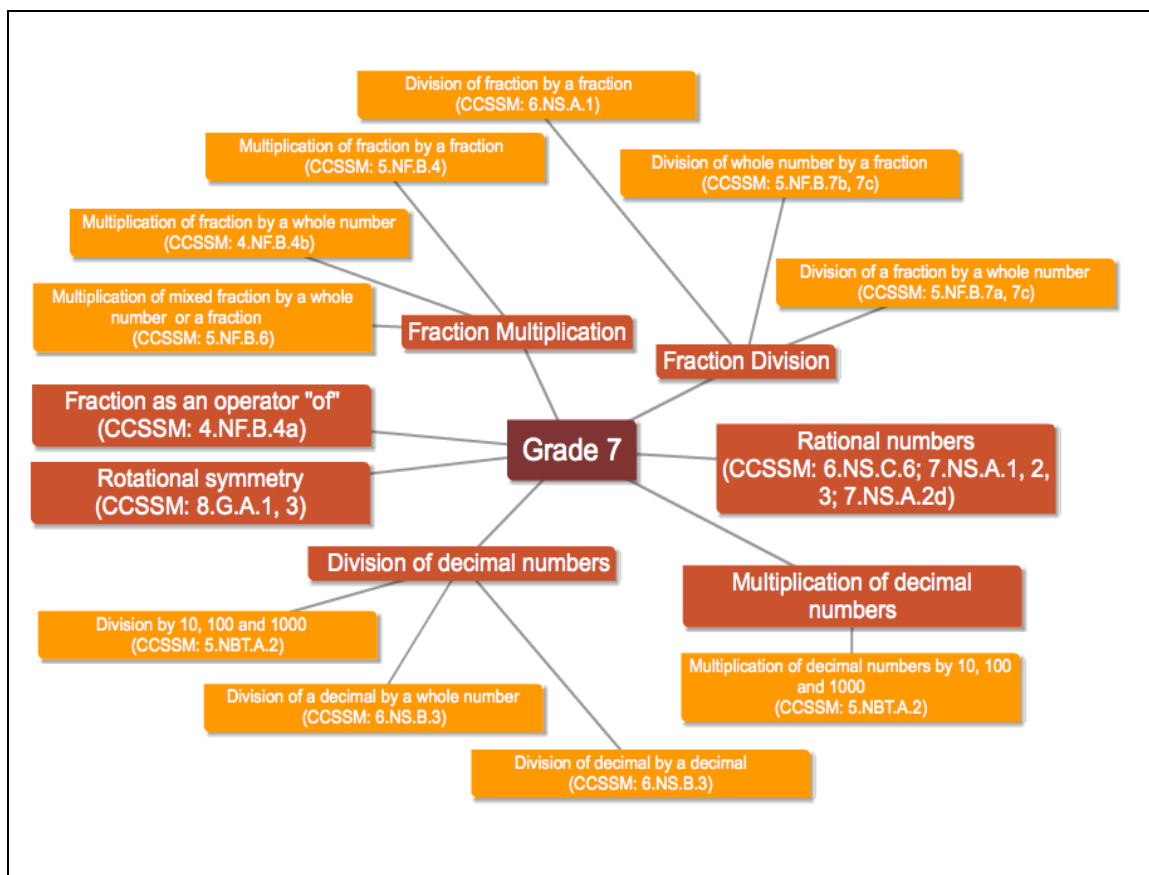 Division of fraction by a fraction
(CCSSM: 6.NS.A.1)
Multiplication of fraction by a fraction
(CCSSM: 5.NF.B.4)
Division of whole number by a fraction
(CCSSM: 5.NF.B.7b, 7c)
Multiplication of fraction by a whole number
(CCSSM: 4.NF.B.4b)
Division of a fraction by a whole number
(CCSSM: 5.NF.B.7a, 7c)
Multiplication of mixed fraction by a whole
number or a fraction
(CCSSM: 5.NF.B.6)
Fraction Multiplication
Fraction Division
Fraction as an operator "of"
(CCSSM: 4.NF.B.4a)
Grade 7
Rational numbers
(CCSSM: 6.NS.C.6; 7.NS.A.1, 2,
3; 7.NS.A.2d)
Rotational symmetry
(CCSSM: 8.G.A.1, 3)
Division of decimal numbers
Multiplication of decimal
numbers
Division by 10, 100 and 1000
(CCSSM: 5.NBT.A.2)
Multiplication of decimal numbers by 10, 100
and 1000
(CCSSM: 5.NBT.A.2)
Division of a decimal by a whole number
(CCSSM: 6.NS.B.3)
Division of decimal by a decimal
(CCSSM: 6.NS.B.3)